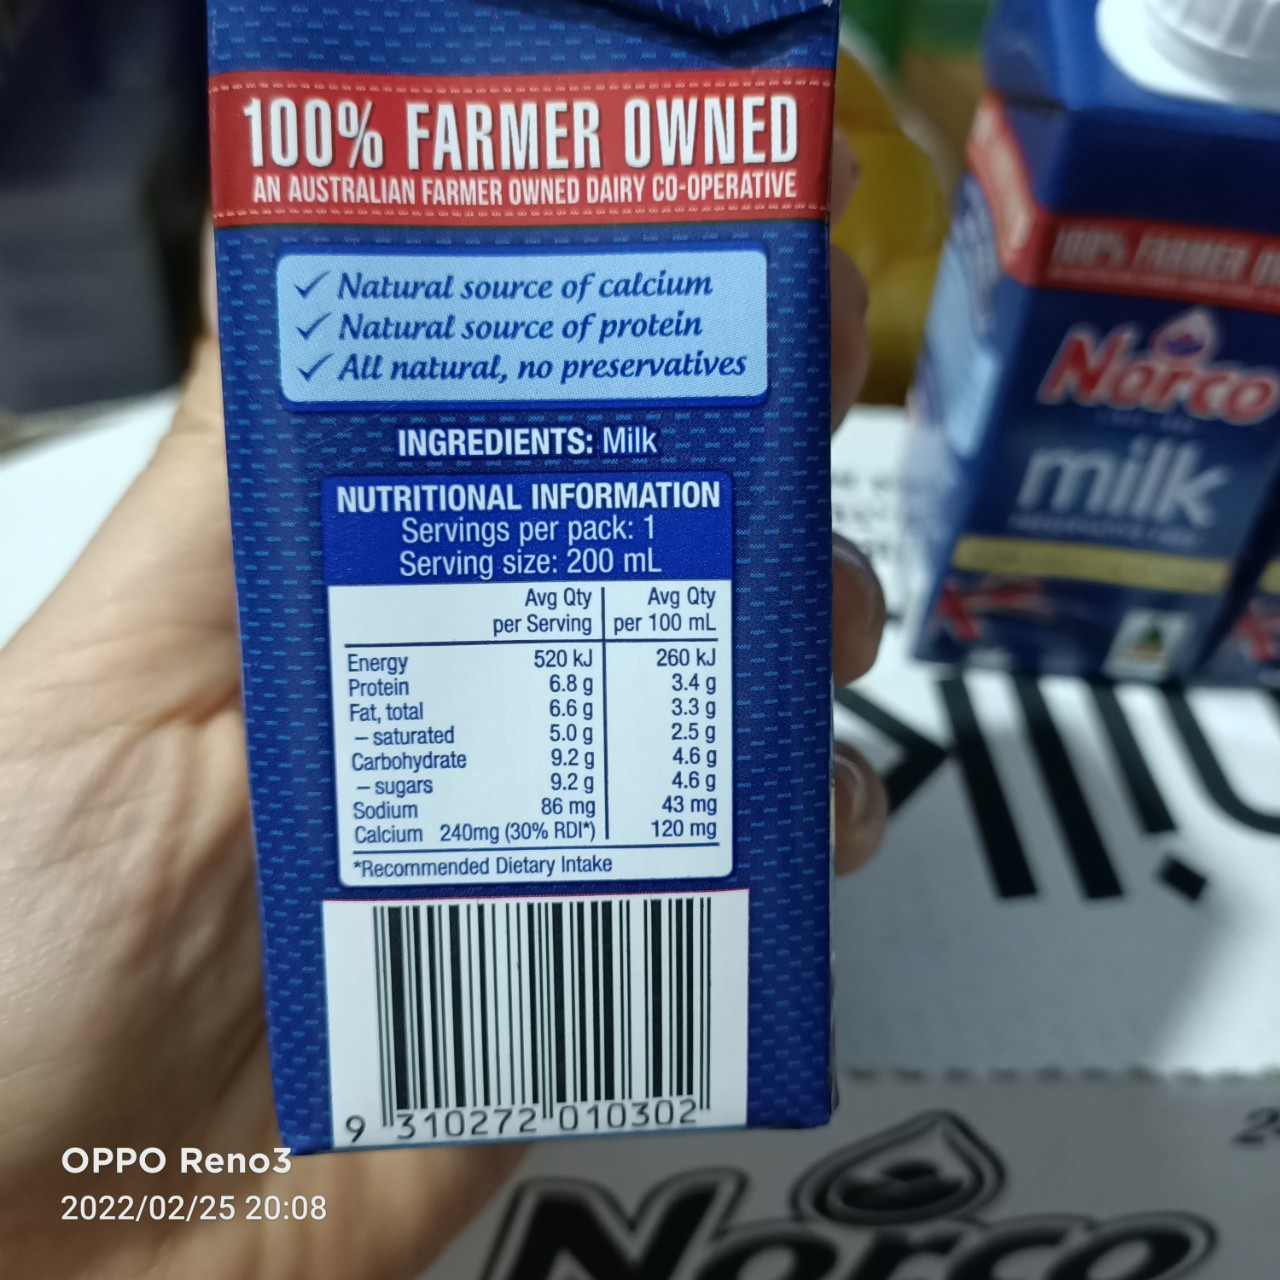 100% FARMER OWNED
AN AUSTRALIAN FARMER OWNED DAIRY CO-OPERATIVE
✓ Natural source of calcium
✓ Natural source of protein
✓ All natural, no preservatives
INGREDIENTS: Milk
NUTRITIONAL INFORMATION
Servings per pack: 1
Serving size: 200 mL
Avg Qty per Serving Avg Qty per 100 mL
Energy 520 kJ 260 kJ
Protein 6.8 g 3.4 g
Fat, total 6.6 g 3.3 g
– saturated 5.0 g 2.5 g
Carbohydrate 9.2 g 4.6 g
– sugars 9.2 g 4.6 g
Sodium 86 mg 43 mg
Calcium 240mg (30% RDI*) 120 mg
*Recommended Dietary Intake
9 310272 010302
100% FARMER
Norco
milk
Norco
OPPO Reno3
2022/02/25 20:08